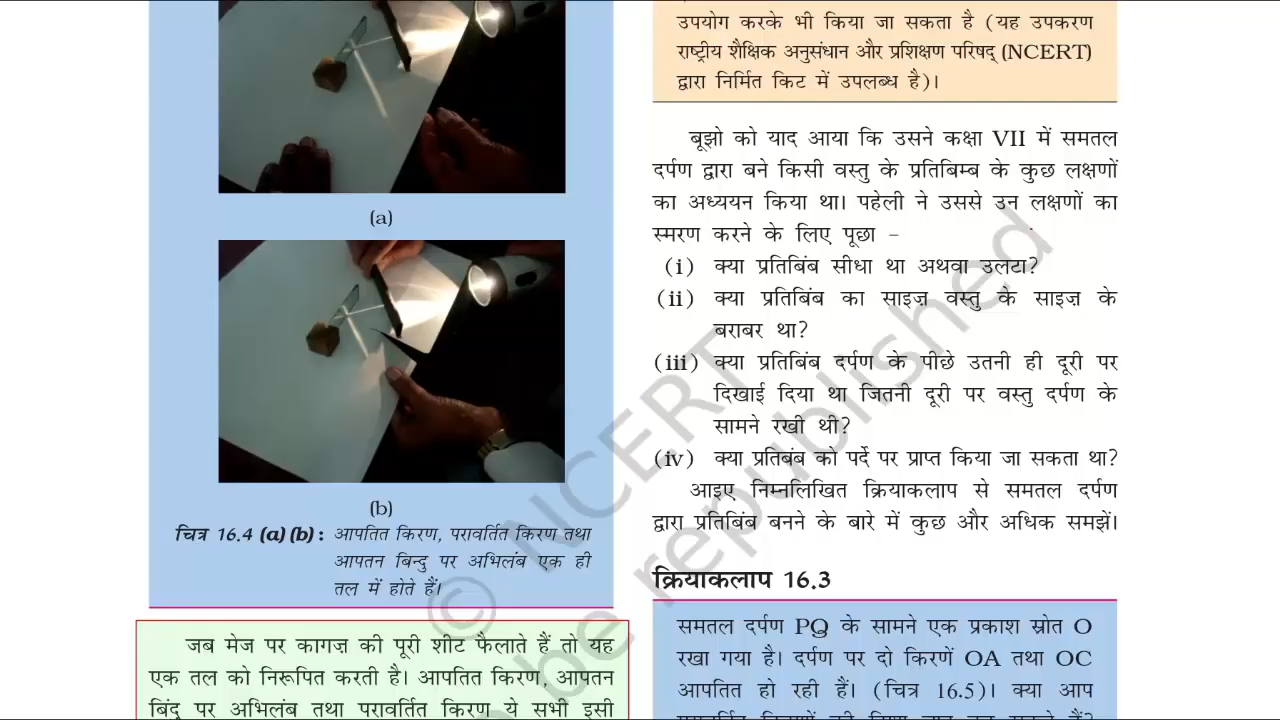 (a)
(b)
चित्र 16.4 (a)(b) : आपतित किरण, परावर्तित किरण तथा
आपतन बिन्दु पर अभिलंब एक ही
तल में होते हैं।
जब मेज पर कागज़ की पूरी शीट फैलाते हैं तो यह
एक तल को निरूपित करती है। आपतित किरण, आपतन
बिंदु पर अभिलंब तथा परावर्तित किरण ये सभी इसी
उपयोग करके भी किया जा सकता है (यह उपकरण
राष्ट्रीय शैक्षिक अनुसंधान और प्रशिक्षण परिषद् (NCERT)
द्वारा निर्मित किट में उपलब्ध है)।
बूझो को याद आया कि उसने कक्षा VII में समतल
दर्पण द्वारा बने किसी वस्तु के प्रतिबिम्ब के कुछ लक्षणों
का अध्ययन किया था। पहेली ने उससे उन लक्षणों का
स्मरण करने के लिए पूछा –
(i) क्या प्रतिबिंब सीधा था अथवा उलटा?
(ii) क्या प्रतिबिंब का साइज़ वस्तु के साइज़ के
बराबर था?
(iii) क्या प्रतिबिंब दर्पण के पीछे उतनी ही दूरी पर
दिखाई दिया था जितनी दूरी पर वस्तु दर्पण के
सामने रखी थी?
(iv) क्या प्रतिबंब को पर्दे पर प्राप्त किया जा सकता था?
आइए निम्नलिखित क्रियाकलाप से समतल दर्पण
द्वारा प्रतिबिंब बनने के बारे में कुछ और अधिक समझें।
क्रियाकलाप 16.3
समतल दर्पण PQ के सामने एक प्रकाश स्रोत O
रखा गया है। दर्पण पर दो किरणें OA तथा OC
आपतित हो रही हैं। (चित्र 16.5)। क्या आप
© NCERT
be republished